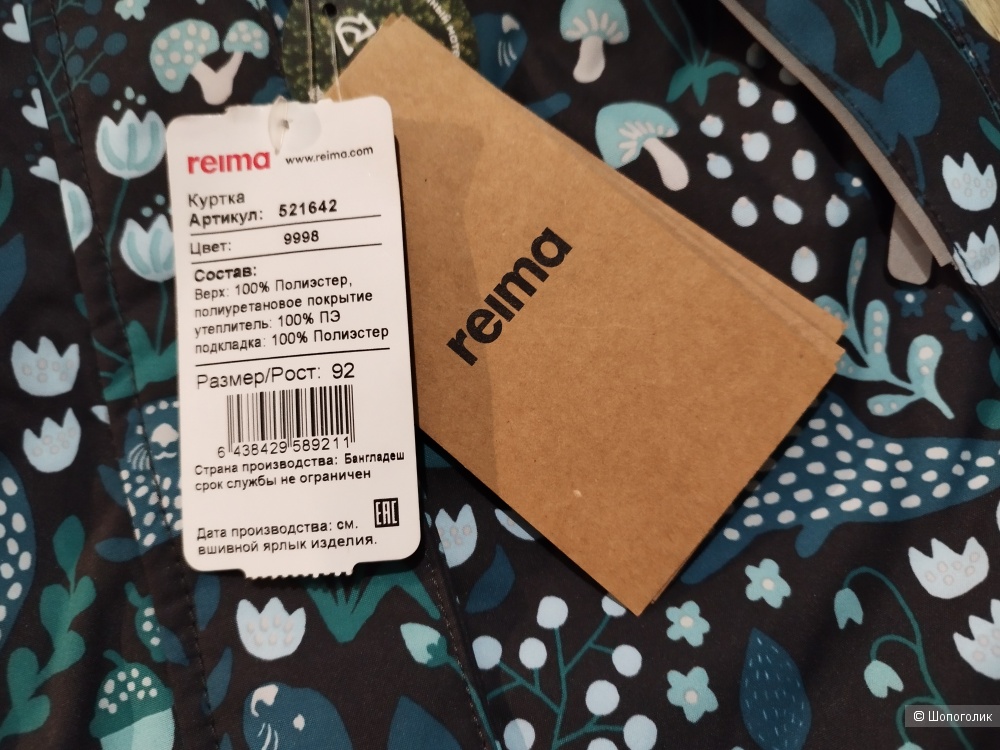 reima www.reima.com
Куртка
Артикул: 521642
Цвет: 9998
Состав:
Верх: 100% Полиэстер,
полиуретановое покрытие
утеплитель: 100% ПЭ
подкладка: 100% Полиэстер
Размер/Рост: 92
6 438429 589211
Страна производства: Бангладеш
срок службы не ограничен
EAC
Дата производства: см.
вшивной ярлык изделия.
reima
© Шопоголик